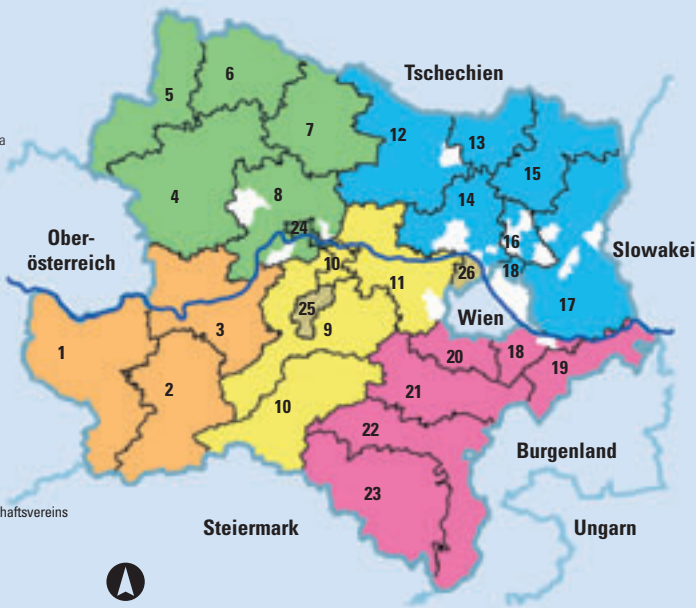 6
5
Tschechien
7
12
13
a
15
4
8
14
24
16
Ober-
österreich
Slowakei
10
26
18
11
25
Wien
17
3
9
1
20
18
19
2
21
10
22
Burgenland
23
haftsvereins
Steiermark
Ungarn